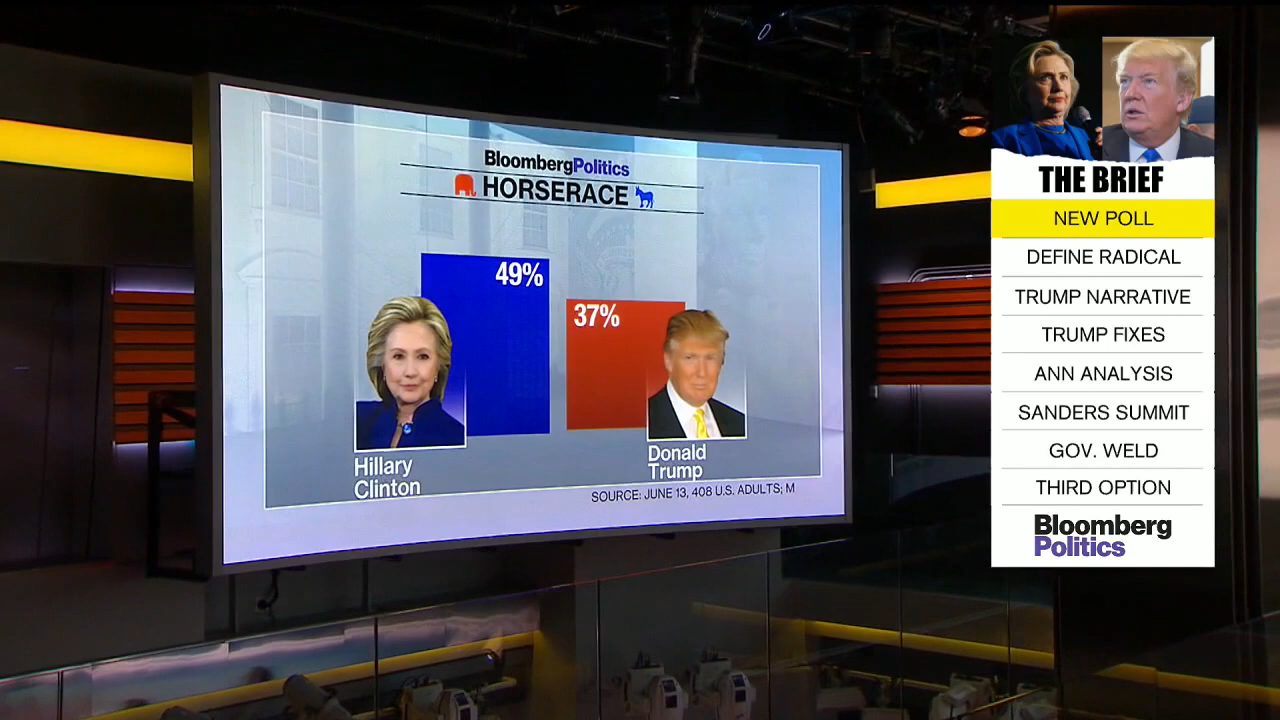 BloombergPolitics
HORSERACE
49%
37%
Hillary
Clinton
Donald
Trump
SOURCE: JUNE 13, 408 U.S. ADULTS; M
THE BRIEF
NEW POLL
DEFINE RADICAL
TRUMP NARRATIVE
TRUMP FIXES
ANN ANALYSIS
SANDERS SUMMIT
GOV. WELD
THIRD OPTION
Bloomberg
Politics